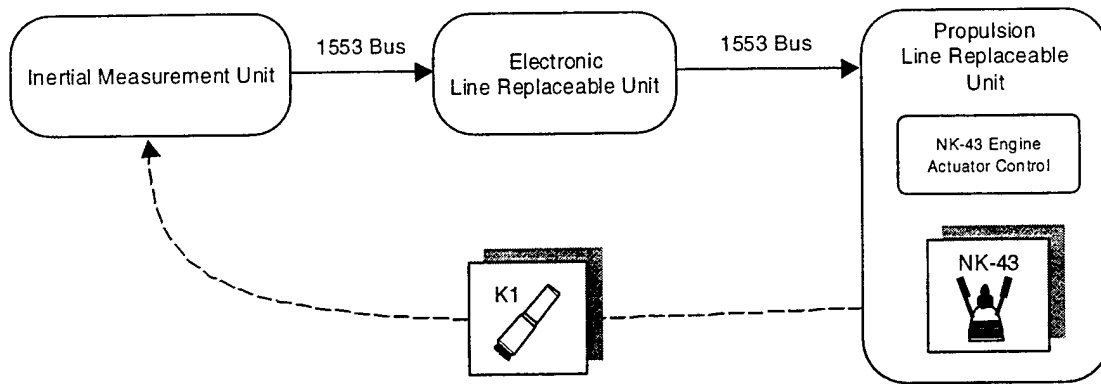 Inertial Measurement Unit
1553 Bus
Electronic
Line Replaceable Unit
1553 Bus
Propulsion
Line Replaceable
Unit
NK-43 Engine
Actuator Control
NK-43
K1